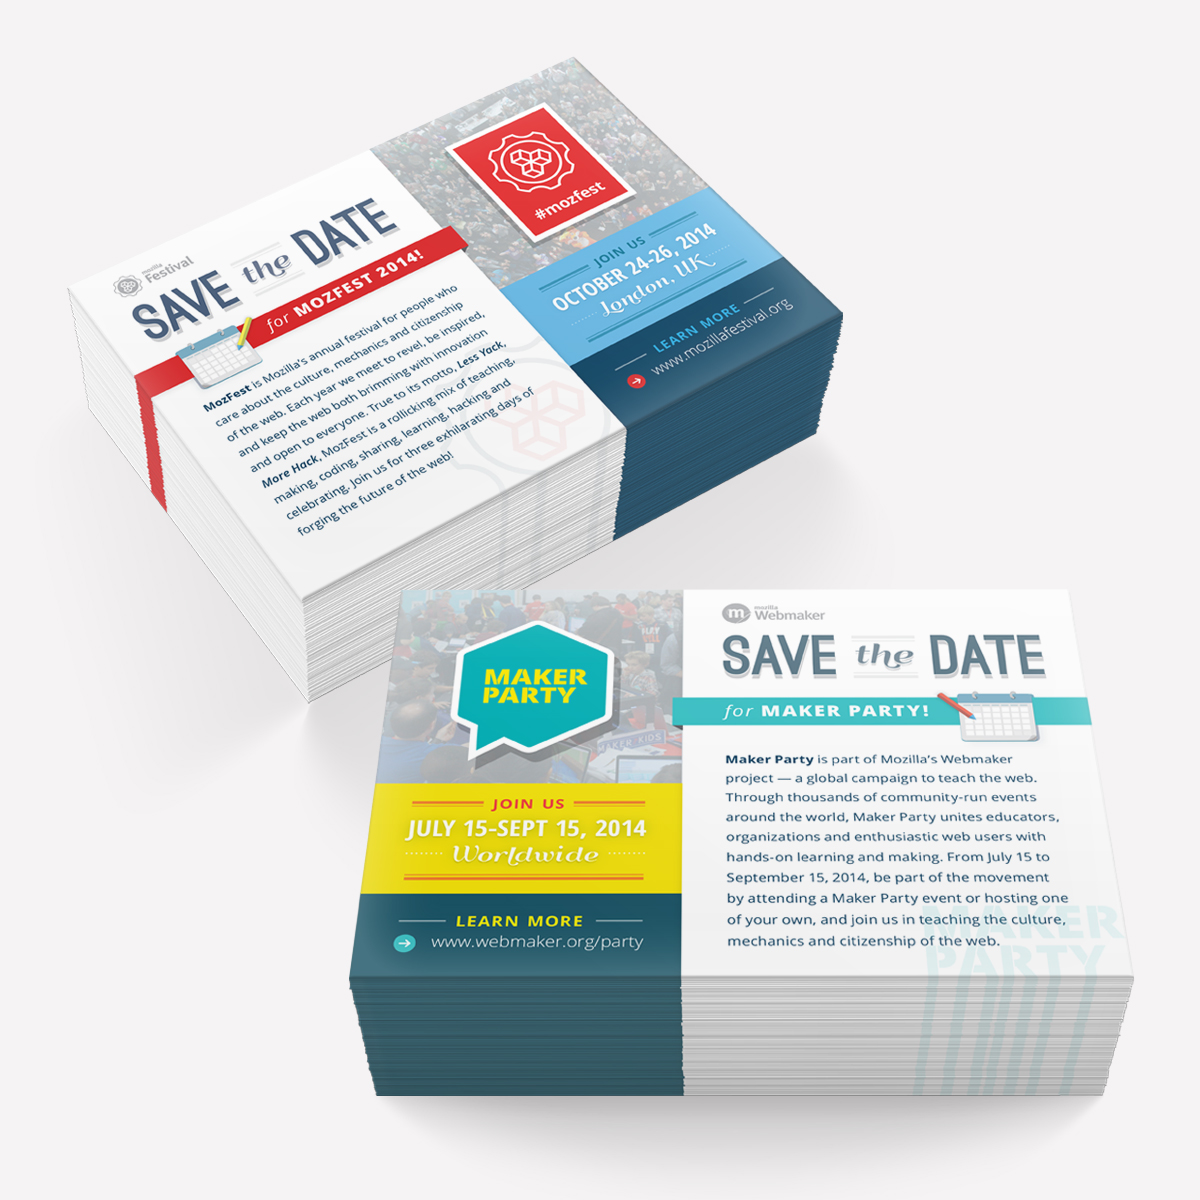 mozilla
Festival
SAVE the DATE
for MOZFEST 2014!
MozFest is Mozilla's annual festival for people who
care about the culture, mechanics and citizenship
of the web. Each year we meet to revel, be inspired,
and keep the web both brimming with innovation
and open to everyone. True to its motto, Less Yack,
More Hack, MozFest is a rollicking mix of teaching,
making, coding, sharing, learning, hacking and
celebrating. Join us for three exhilarating days of
forging the future of the web!
#mozfest
JOIN US
OCTOBER 24-26, 2014
London, UK
LEARN MORE
www.mozillafestival.org
MAKER
PARTY
MAKER KIDS
JOIN US
JULY 15-SEPT 15, 2014
Worldwide
LEARN MORE
www.webmaker.org/party
m
mozilla
Webmaker
SAVE the DATE
for MAKER PARTY!
Maker Party is part of Mozilla's Webmaker
project — a global campaign to teach the web.
Through thousands of community-run events
around the world, Maker Party unites educators,
organizations and enthusiastic web users with
hands-on learning and making. From July 15 to
September 15, 2014, be part of the movement
by attending a Maker Party event or hosting one
of your own, and join us in teaching the culture,
mechanics and citizenship of the web.
MAKER
PARTY